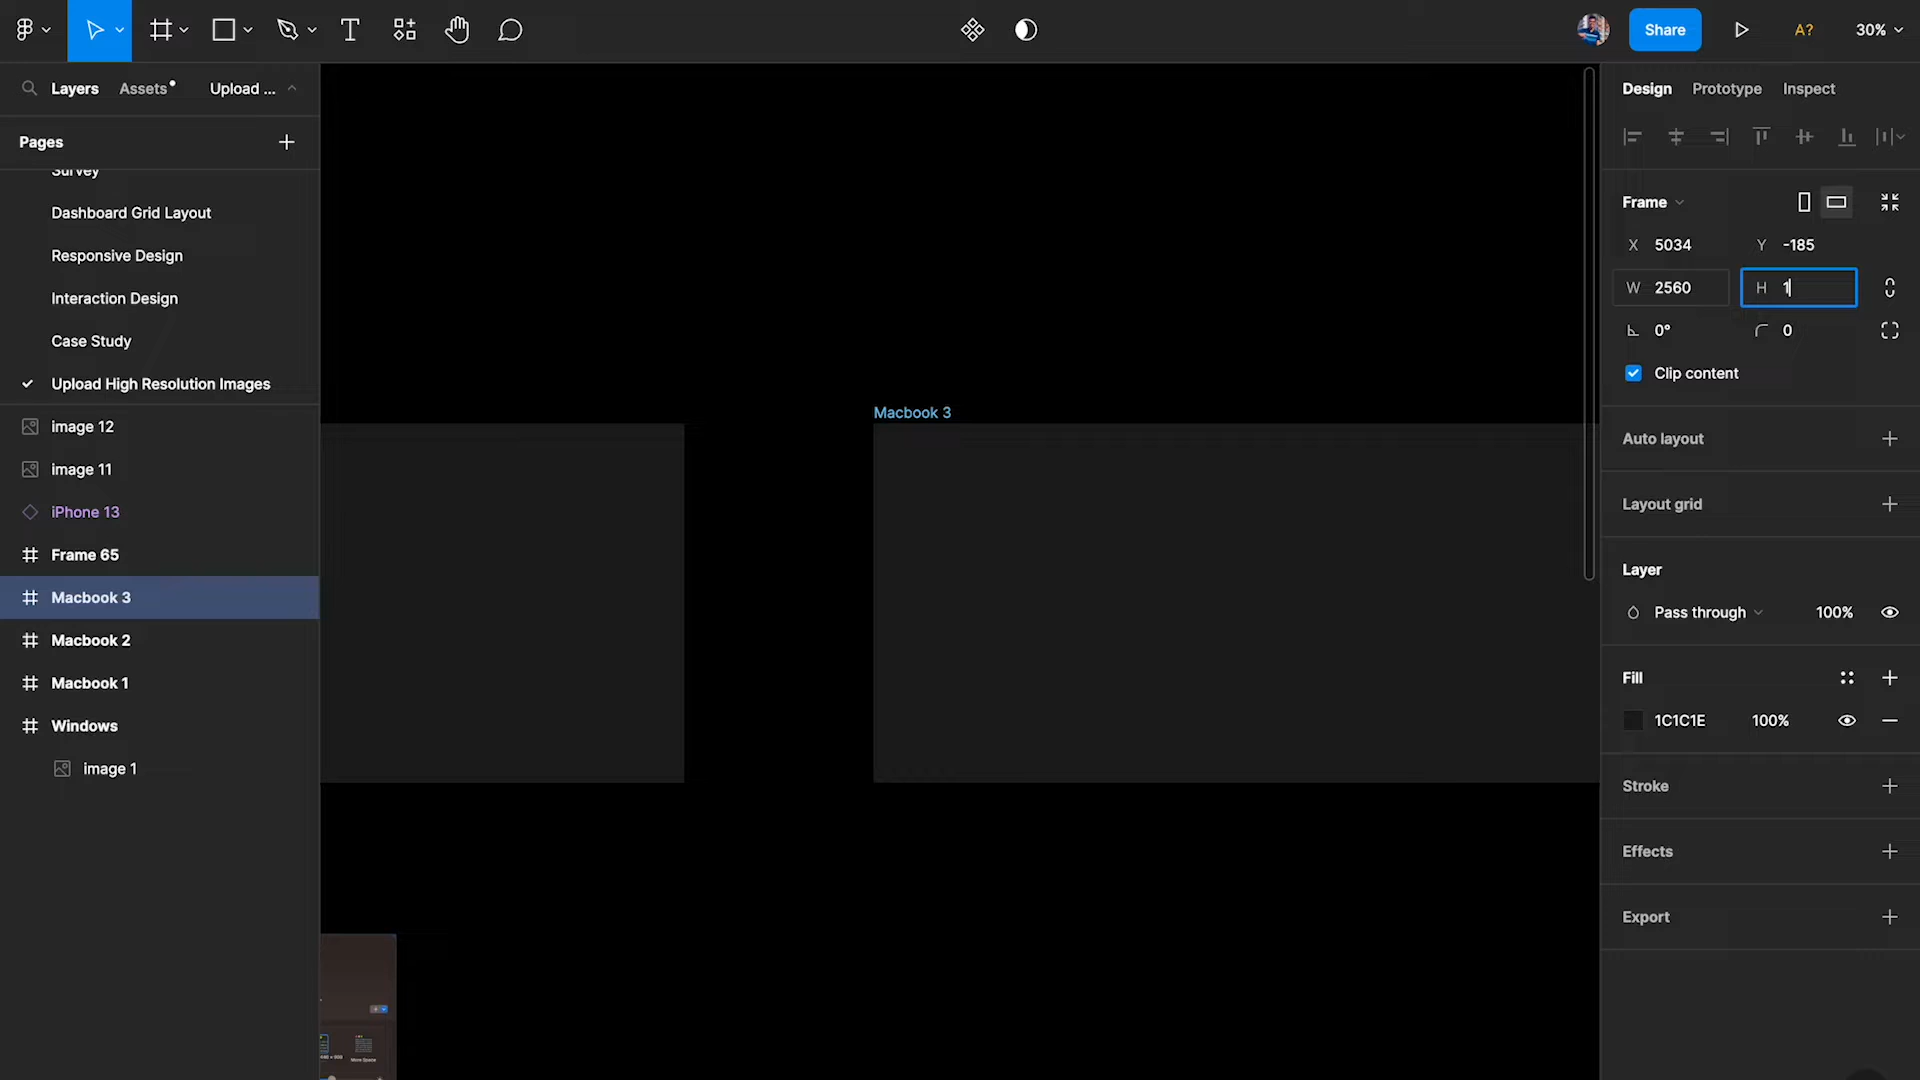 Share
A?
30%
Layers
Assets
Upload ...
Design
Prototype
Inspect
Pages
Survey
Dashboard Grid Layout
Responsive Design
Interaction Design
Case Study
Upload High Resolution Images
image 12
image 11
iPhone 13
Frame 65
Macbook 3
Macbook 2
Macbook 1
Windows
image 1
Macbook 3
Frame
X 5034 Y -185
W 2560 H 1
0° 0
Clip content
Auto layout
Layout grid
Layer
Pass through 100%
Fill
1C1C1E 100%
Stroke
Effects
Export
More Space